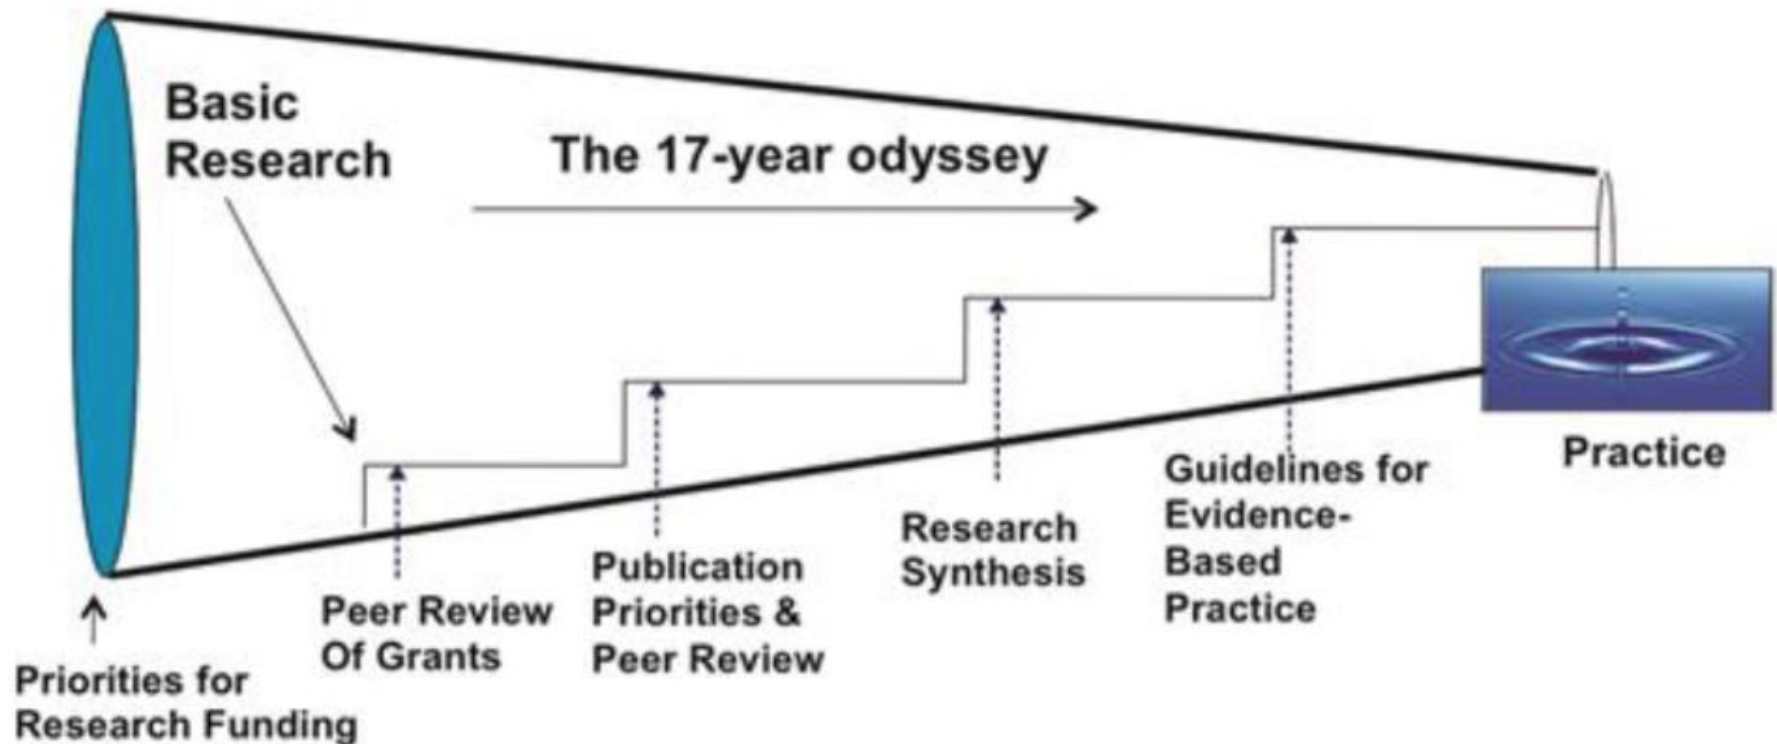 Basic
Research
The 17-year odyssey
Priorities for
Research Funding
Peer Review
Of Grants
Publication
Priorities &
Peer Review
Research
Synthesis
Guidelines for
Evidence-
Based
Practice
Practice